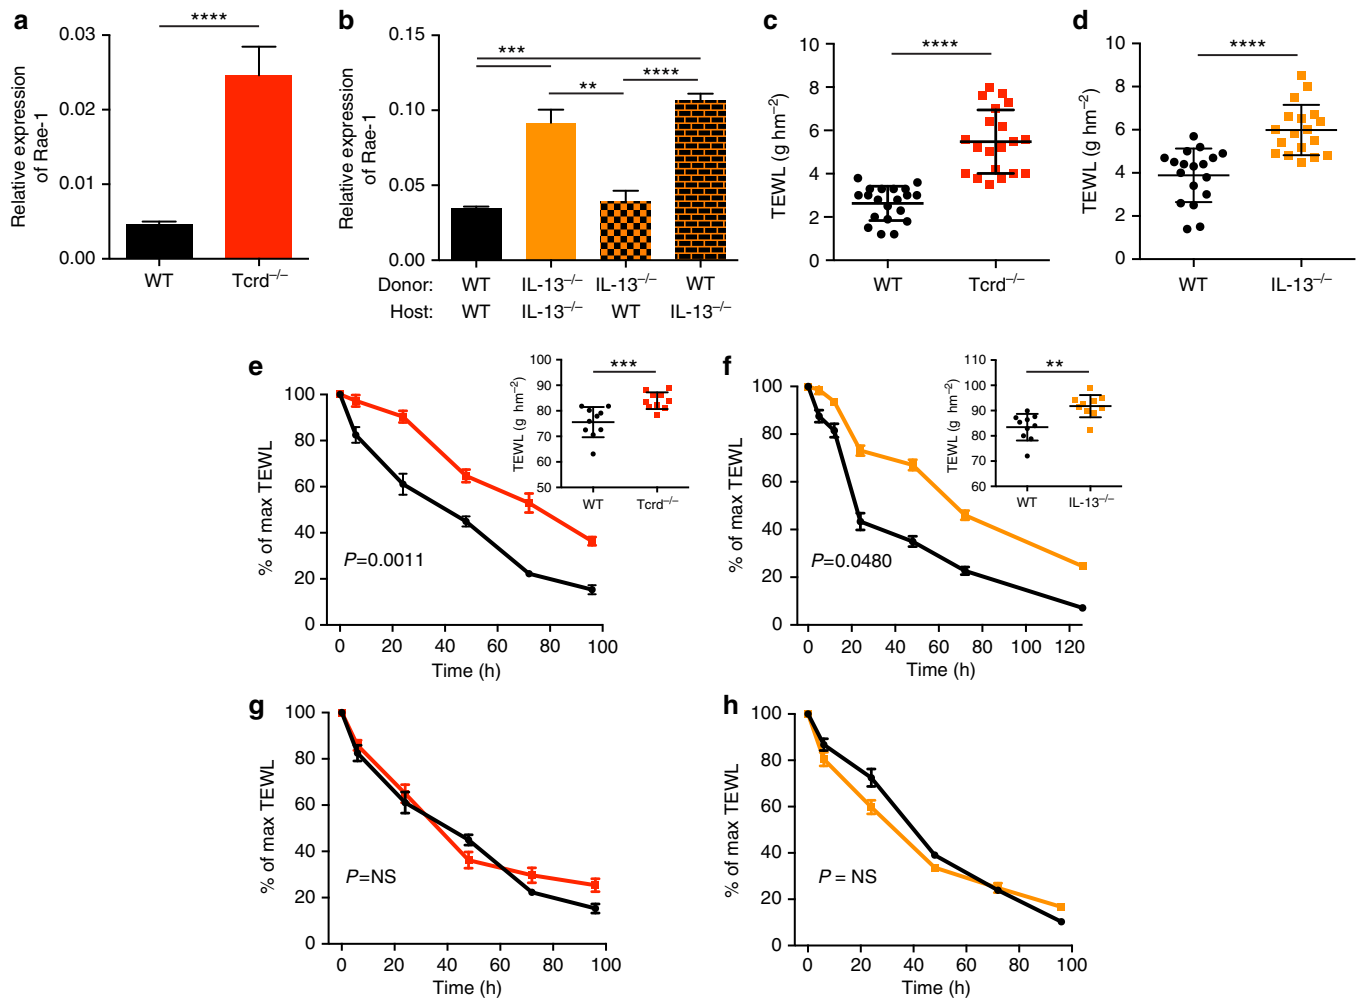 a
Relative expression
of Rae-1
0.03
0.02
0.01
0.00
****
WT
Tcrd–/–
b
Relative expression
of Rae-1
0.15
0.10
0.05
0.00
***
**
****
Donor: WT IL-13–/– IL-13–/– WT
Host: WT IL-13–/– WT IL-13–/–
c
TEWL (g hm–2)
10
8
6
4
2
0
****
WT
Tcrd–/–
d
TEWL (g hm–2)
10
8
6
4
2
0
****
WT
IL-13–/–
e
% of max TEWL
100
80
60
40
20
0
P=0.0011
0 20 40 60 80 100
Time (h)
TEWL (g hm–2)
100
90
80
70
60
50
***
WT
Tcrd–/–
f
% of max TEWL
100
80
60
40
20
0
P=0.0480
0 20 40 60 80 100 120
Time (h)
TEWL (g hm–2)
110
100
90
80
70
60
**
WT
IL-13–/–
g
% of max TEWL
100
80
60
40
20
0
P=NS
0 20 40 60 80 100
Time (h)
h
% of max TEWL
100
80
60
40
20
0
P = NS
0 20 40 60 80 100
Time (h)